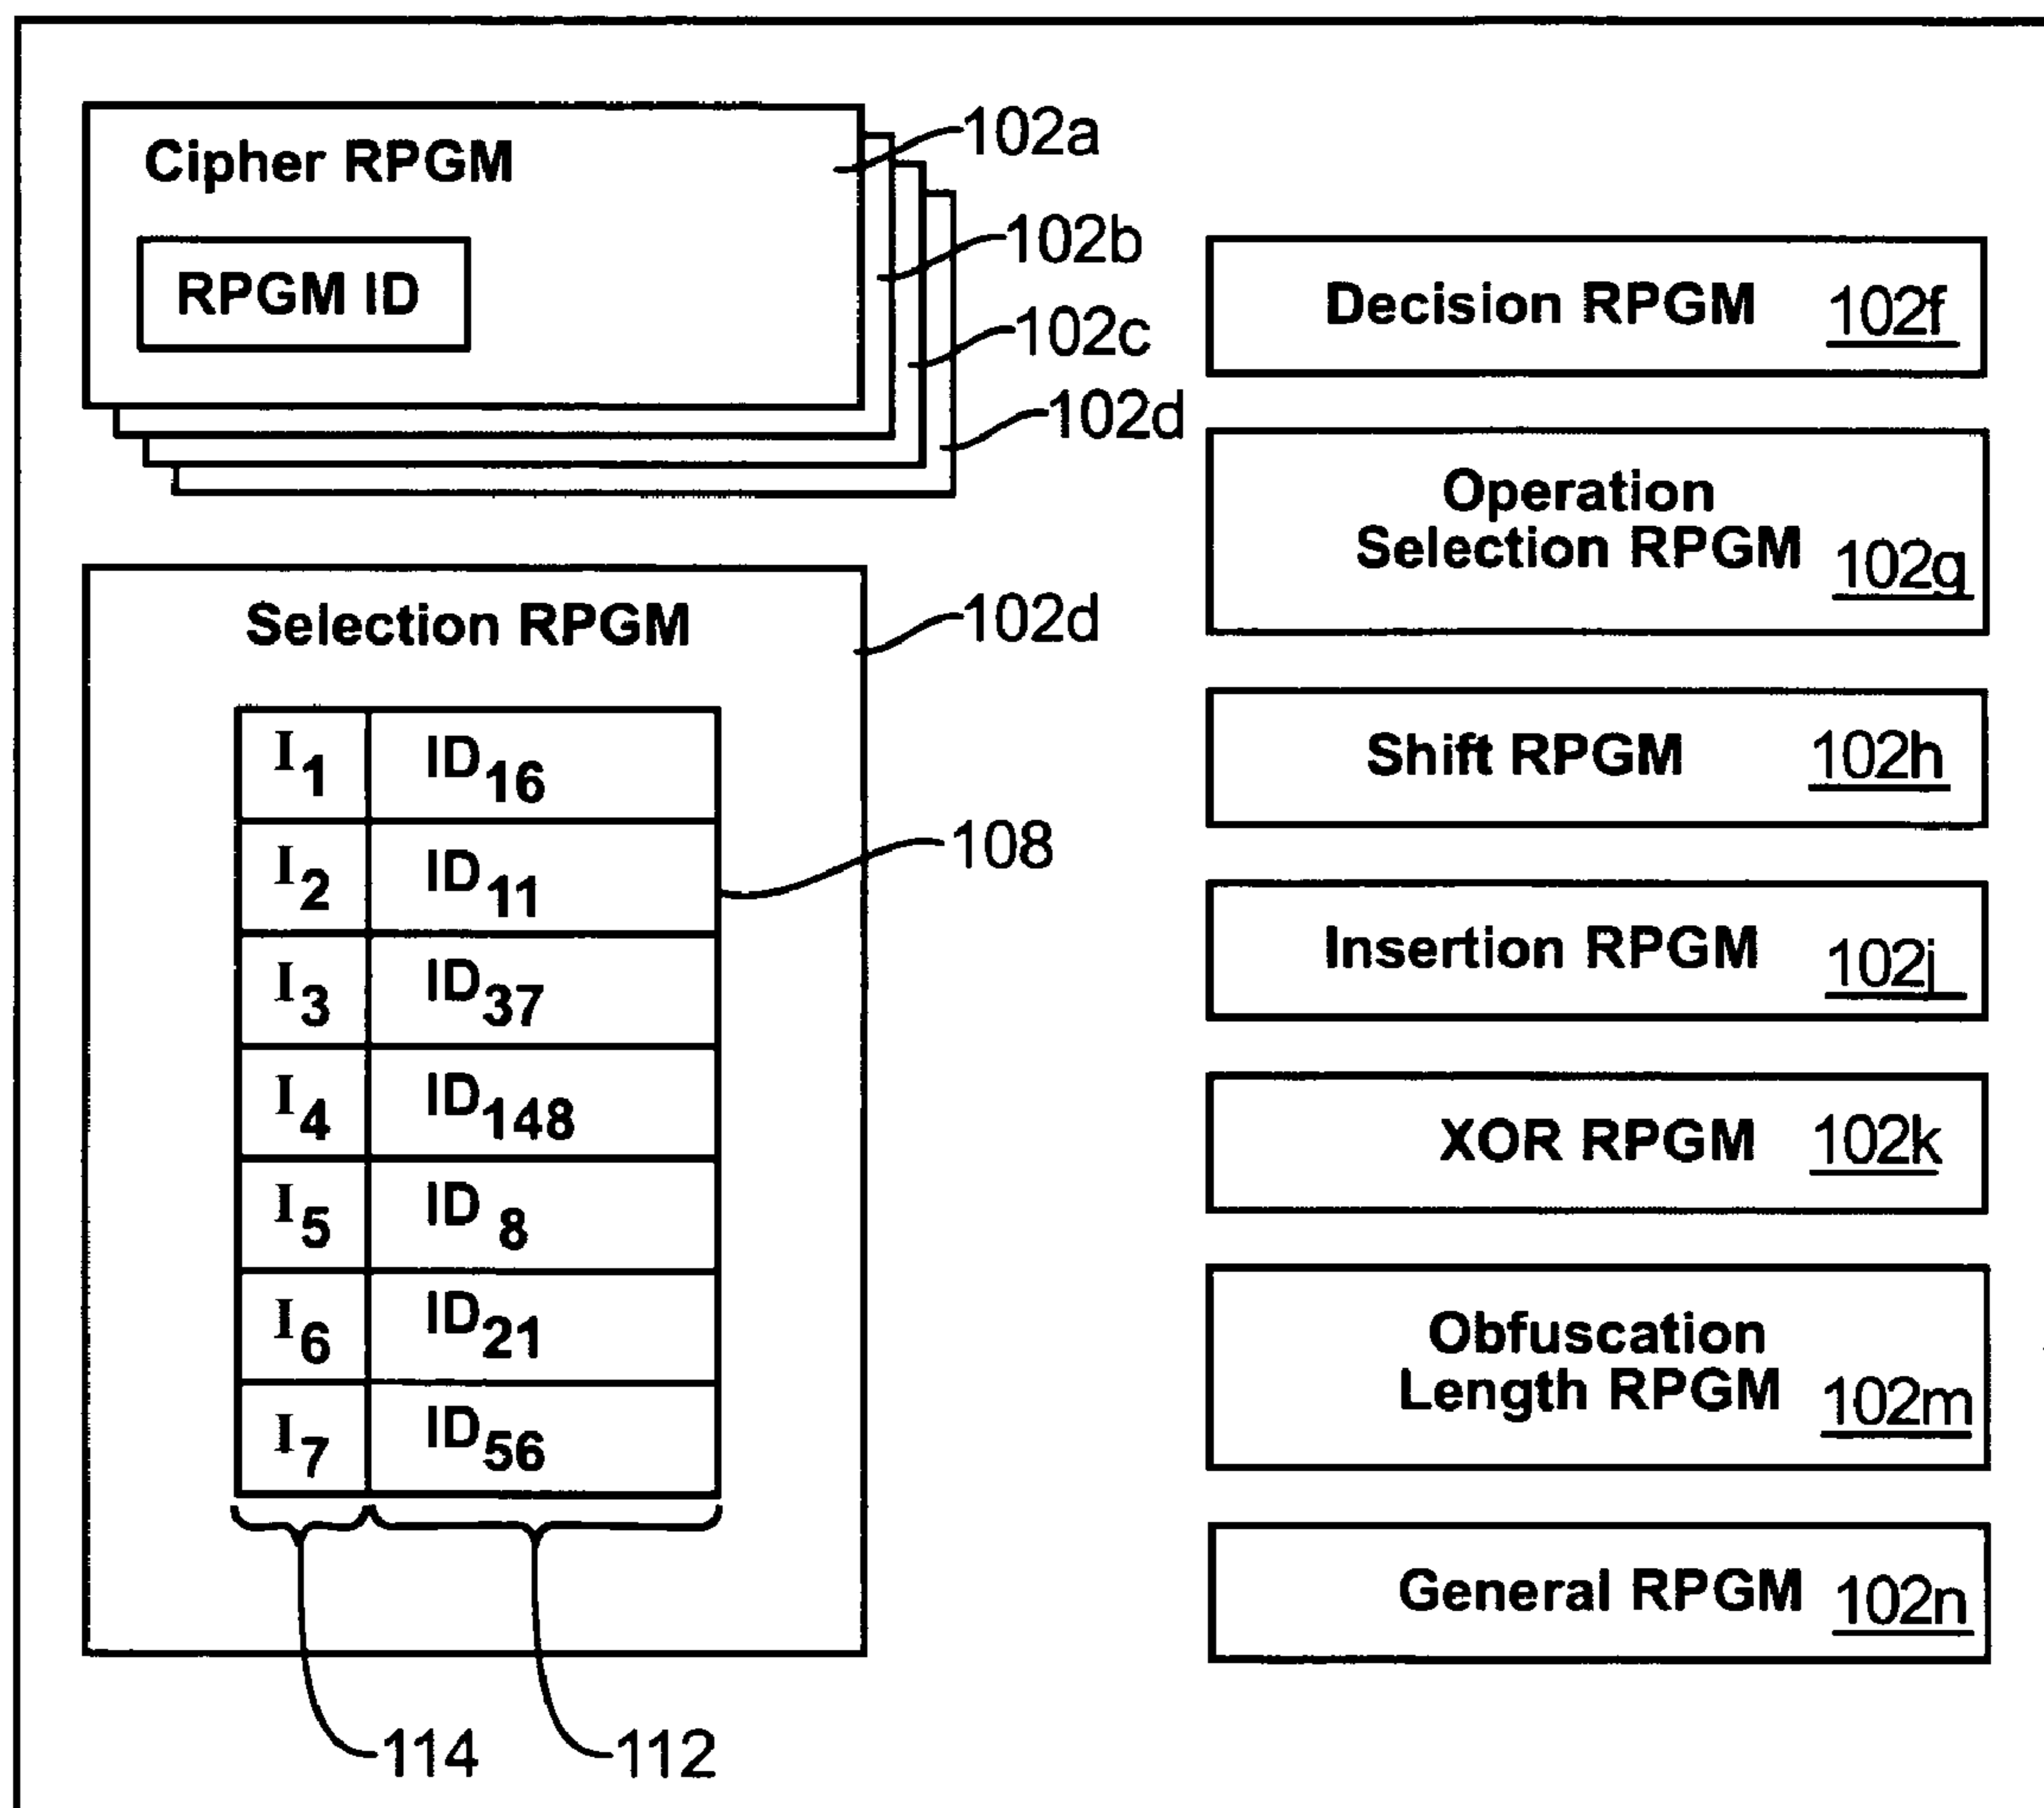 Cipher RPGM
RPGM ID
102a
102b
102c
102d
Selection RPGM
102d
I1 ID16
I2 ID11
I3 ID37
I4 ID148
I5 ID 8
I6 ID21
I7 ID56
108
114
112
Decision RPGM 102f
Operation
Selection RPGM 102g
Shift RPGM 102h
Insertion RPGM 102j
XOR RPGM 102k
Obfuscation
Length RPGM 102m
General RPGM 102n